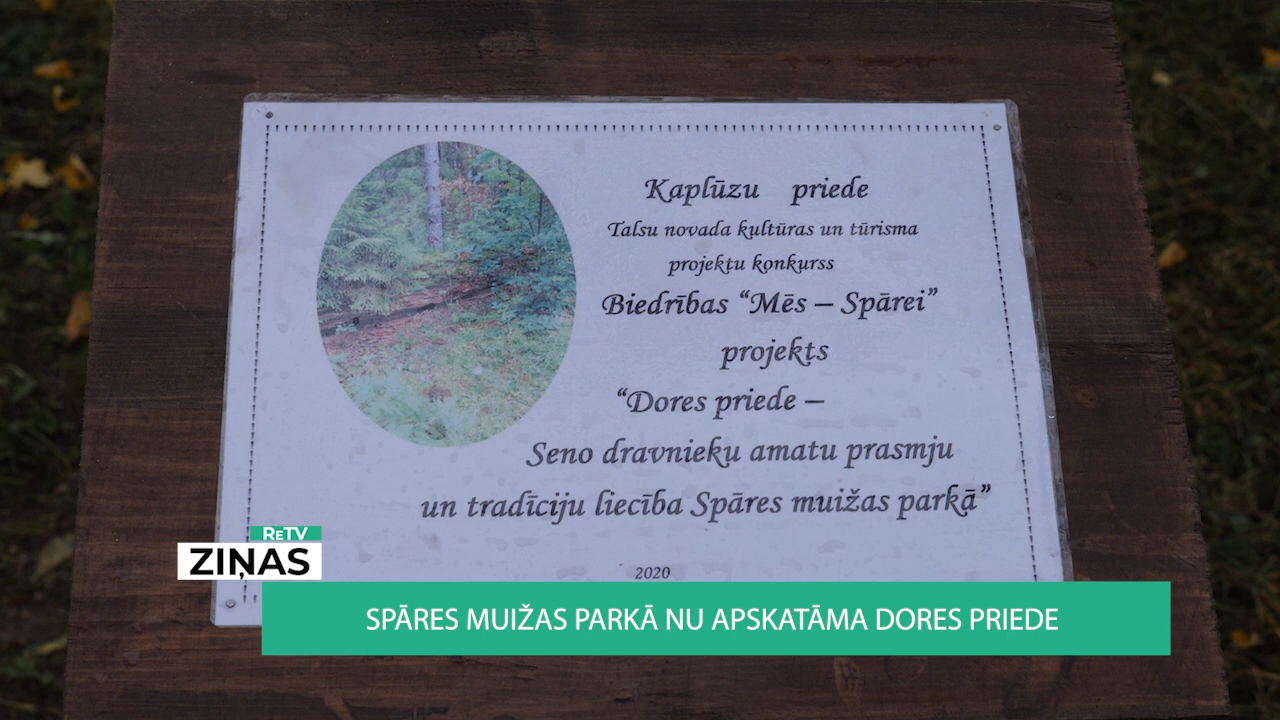 Kaplūzu priede
Talsu novada kultūras un tūrisma
projektu konkurss
Biedrības “Mēs – Spārei”
projekts
“Dores priede –
Seno dravnieku amatu prasmju
un tradīciju liecība Spāres muižas parkā”
2020
ReTV
ZIŅAS
SPĀRES MUIŽAS PARKĀ NU APSKATĀMA DORES PRIEDE